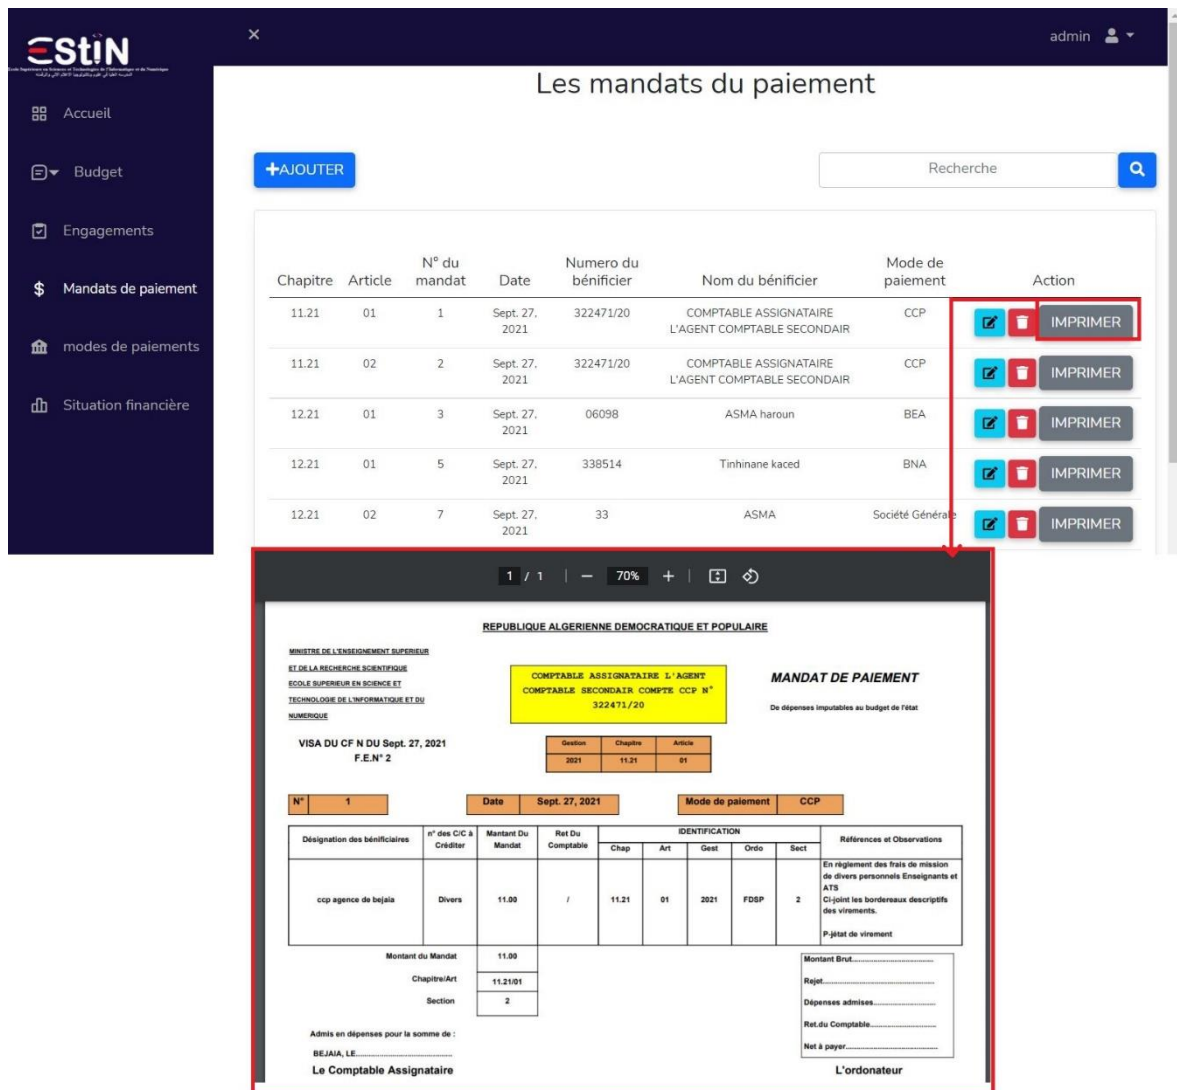 EStiN
× admin
Les mandats du paiement
Accueil
Budget
Engagements
Mandats de paiement
modes de paiements
Situation financière
+AJOUTER Recherche
Chapitre Article N° du mandat Date Numero du bénificier Nom du bénificier Mode de paiement Action
11.21 01 1 Sept. 27, 2021 322471/20 COMPTABLE ASSIGNATAIRE L'AGENT COMPTABLE SECONDAIR CCP IMPRIMER
11.21 02 2 Sept. 27, 2021 322471/20 COMPTABLE ASSIGNATAIRE L'AGENT COMPTABLE SECONDAIR CCP IMPRIMER
12.21 01 3 Sept. 27, 2021 06098 ASMA haroun BEA IMPRIMER
12.21 01 5 Sept. 27, 2021 338514 Tinhinane kaced BNA IMPRIMER
12.21 02 7 Sept. 27, 2021 33 ASMA Société Générale IMPRIMER
1 / 1 | − 70% + |
REPUBLIQUE ALGERIENNE DEMOCRATIQUE ET POPULAIRE
MINISTRE DE L'ENSEIGNEMENT SUPERIEUR
ET DE LA RECHERCHE SCIENTIFIQUE
ECOLE SUPERIEUR EN SCIENCE ET
TECHNOLOGIE DE L'INFORMATIQUE ET DU
NUMERIQUE
COMPTABLE ASSIGNATAIRE L'AGENT
COMPTABLE SECONDAIR COMPTE CCP N°
322471/20
MANDAT DE PAIEMENT
De dépenses imputables au budget de l'état
VISA DU CF N DU Sept. 27, 2021
F.E.N° 2
Gestion Chapitre Article
2021 11.21 01
N° 1 Date Sept. 27, 2021 Mode de paiement CCP
Désignation des bénificiaires n° des C/C à Créditer Mantant Du Mandat Ret Du Comptable IDENTIFICATION Références et Observations
Chap Art Gest Ordo Sect
ccp agence de bejaia Divers 11.00 / 11.21 01 2021 FDSP 2
En règlement des frais de mission
de divers personnels Enseignants et
ATS
Ci-joint les bordereaux descriptifs
des virements.
P-jétat de virement
Montant du Mandat 11.00
Chapitre/Art 11.21/01
Section 2
Montant Brut..............................
Rejet..............................
Dépenses admises..............................
Ret.du Comptable..............................
Net à payer..............................
Admis en dépenses pour la somme de :
BEJAIA, LE..............................
Le Comptable Assignataire
L'ordonateur